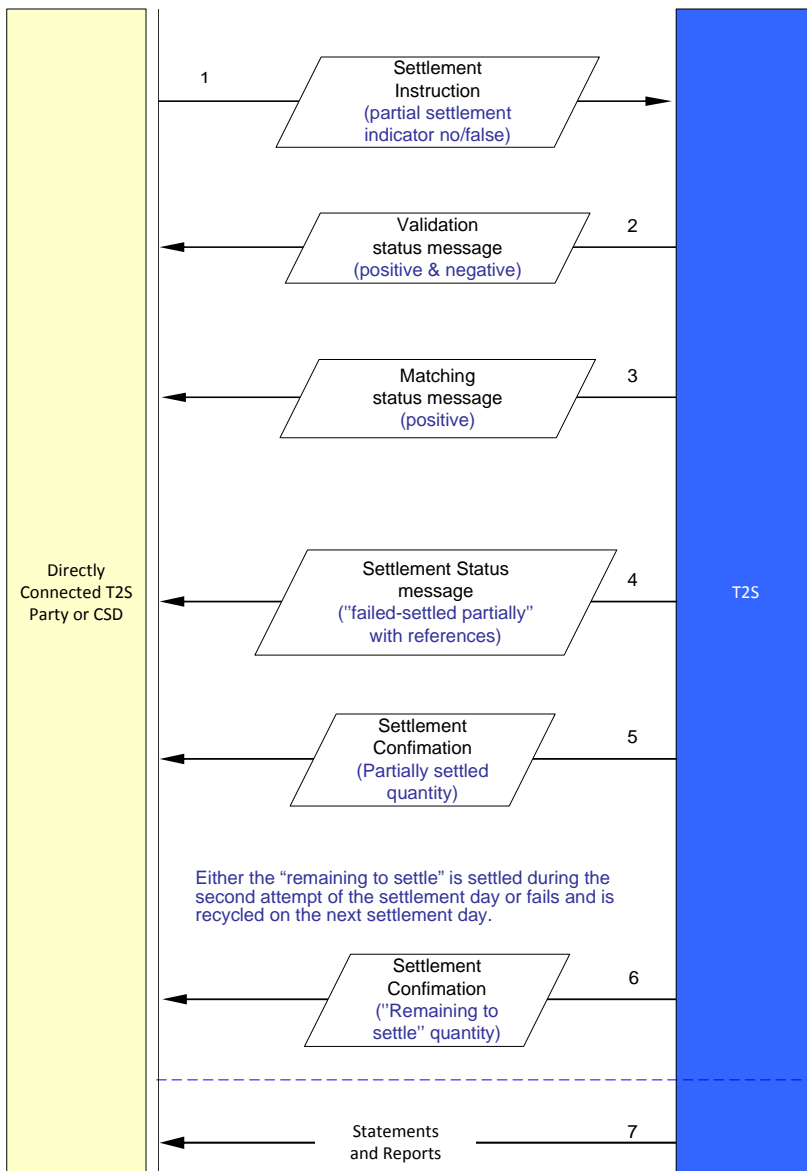 1
Settlement
Instruction
(partial settlement
indicator no/false)
Validation
status message
(positive & negative)
2
Matching
status message
(positive)
3
Directly
Connected T2S
Party or CSD
Settlement Status
message
("failed-settled partially"
with references)
4
T2S
Settlement
Confimation
(Partially settled
quantity)
5
Either the “remaining to settle” is settled during the
second attempt of the settlement day or fails and is
recycled on the next settlement day.
Settlement
Confimation
("Remaining to
settle" quantity)
6
Statements
and Reports
7